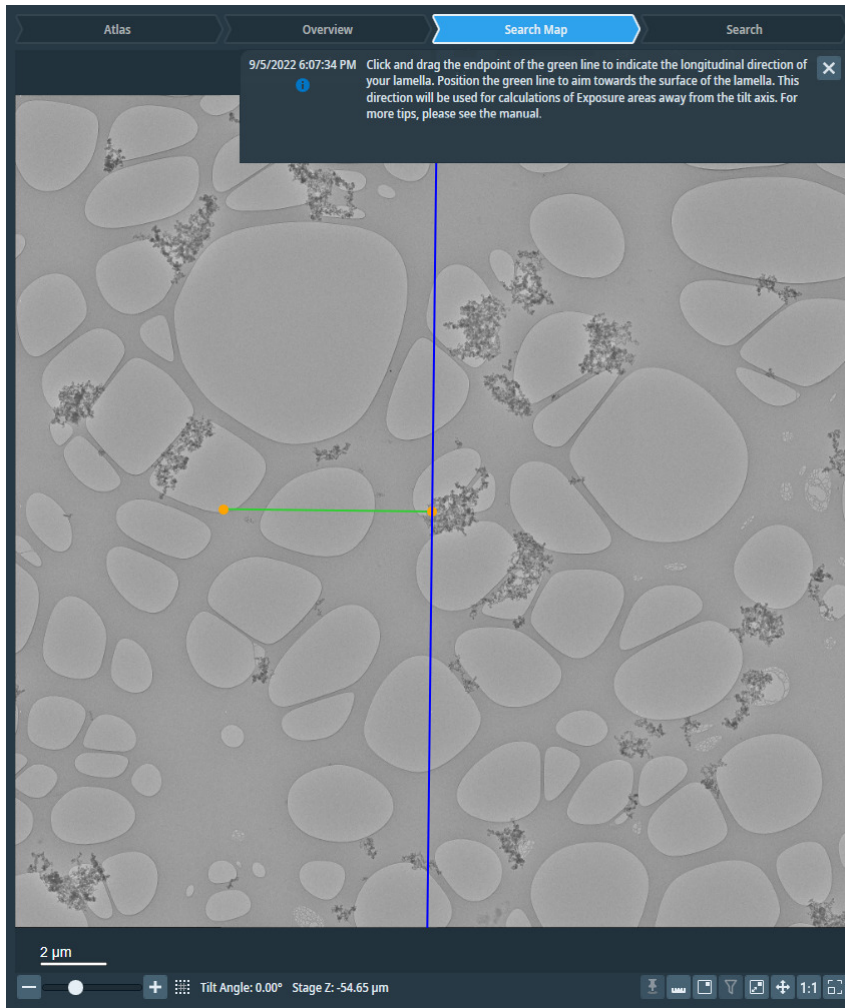 Atlas Overview Search Map Search
9/5/2022 6:07:34 PM Click and drag the endpoint of the green line to indicate the longitudinal direction of
your lamella. Position the green line to aim towards the surface of the lamella. This
direction will be used for calculations of Exposure areas away from the tilt axis. For
more tips, please see the manual.
2 µm
Tilt Angle: 0.00° Stage Z: -54.65 µm 1:1